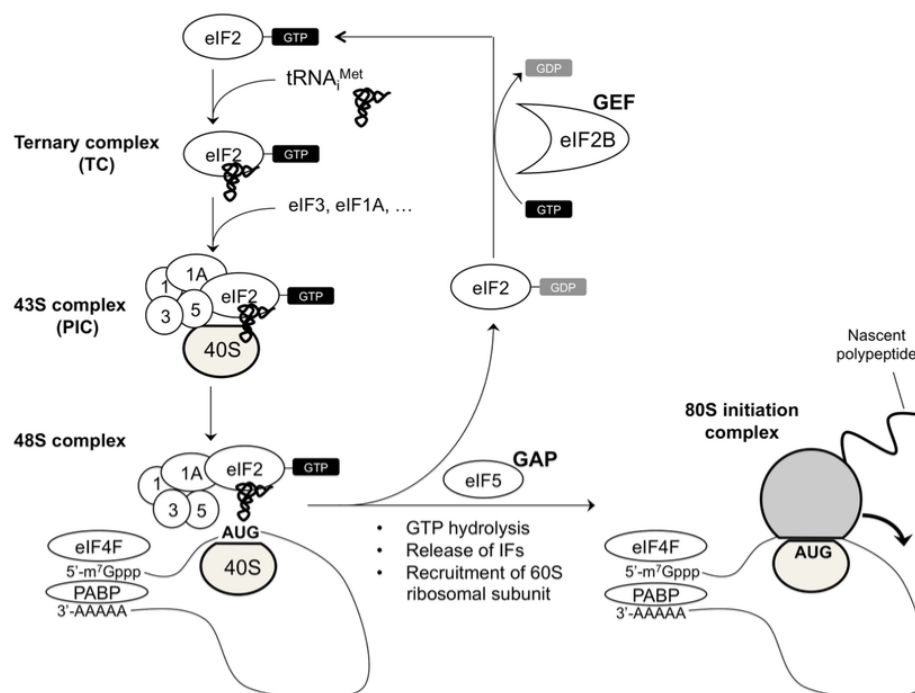 eIF2
GTP
tRNAᵢᴹᵉᵗ
Ternary complex
(TC)
eIF2
GTP
eIF3, eIF1A, ...
43S complex
(PIC)
1
1A
eIF2
GTP
3
5
40S
48S complex
1
1A
eIF2
GTP
3
5
AUG
40S
eIF4F
5'-m⁷Gppp
PABP
3'-AAAAA
GDP
GEF
eIF2B
GTP
eIF2
GDP
GAP
eIF5
• GTP hydrolysis
• Release of IFs
• Recruitment of 60S
ribosomal subunit
Nascent
polypeptide
80S initiation
complex
AUG
eIF4F
5'-m⁷Gppp
PABP
3'-AAAAA